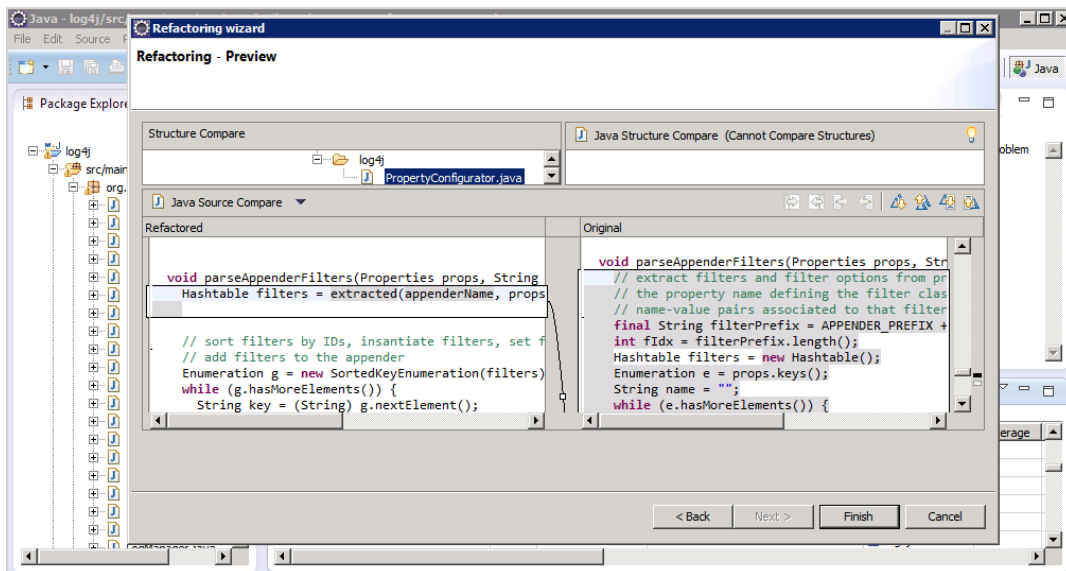 Java - log4j/src/
Refactoring wizard
File Edit Source
Refactoring - Preview
Java
Package Explore
Structure Compare
Java Structure Compare (Cannot Compare Structures)
oblem
log4j
log4j
src/main
PropertyConfigurator.java
org.
Java Source Compare
Refactored
Original
void parseAppenderFilters(Properties props, String
Hashtable filters = extracted(appenderName, props
// sort filters by IDs, insantiate filters, set f
// add filters to the appender
Enumeration g = new SortedKeyEnumeration(filters)
while (g.hasMoreElements()) {
String key = (String) g.nextElement();
void parseAppenderFilters(Properties props, Str
// extract filters and filter options from pr
// the property name defining the filter clas
// name-value pairs associated to that filter
final String filterPrefix = APPENDER_PREFIX +
int fIdx = filterPrefix.length();
Hashtable filters = new Hashtable();
Enumeration e = props.keys();
String name = "";
while (e.hasMoreElements()) {
erage
< Back Next > Finish Cancel
LogManager.java